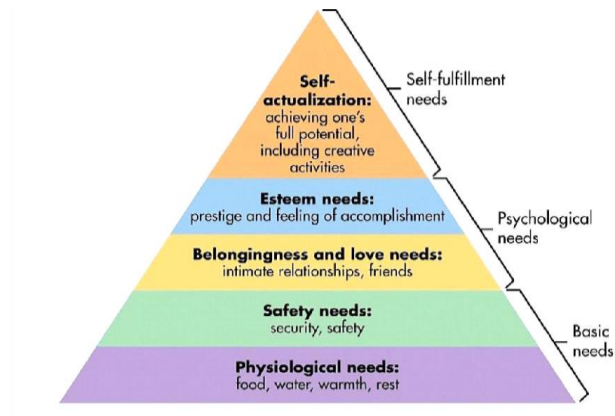 Self-
actualization:
achieving one's
full potential,
including creative
activities
Self-fulfillment
needs
Esteem needs:
prestige and feeling of accomplishment
Psychological
needs
Belongingness and love needs:
intimate relationships, friends
Safety needs:
security, safety
Basic
needs
Physiological needs:
food, water, warmth, rest